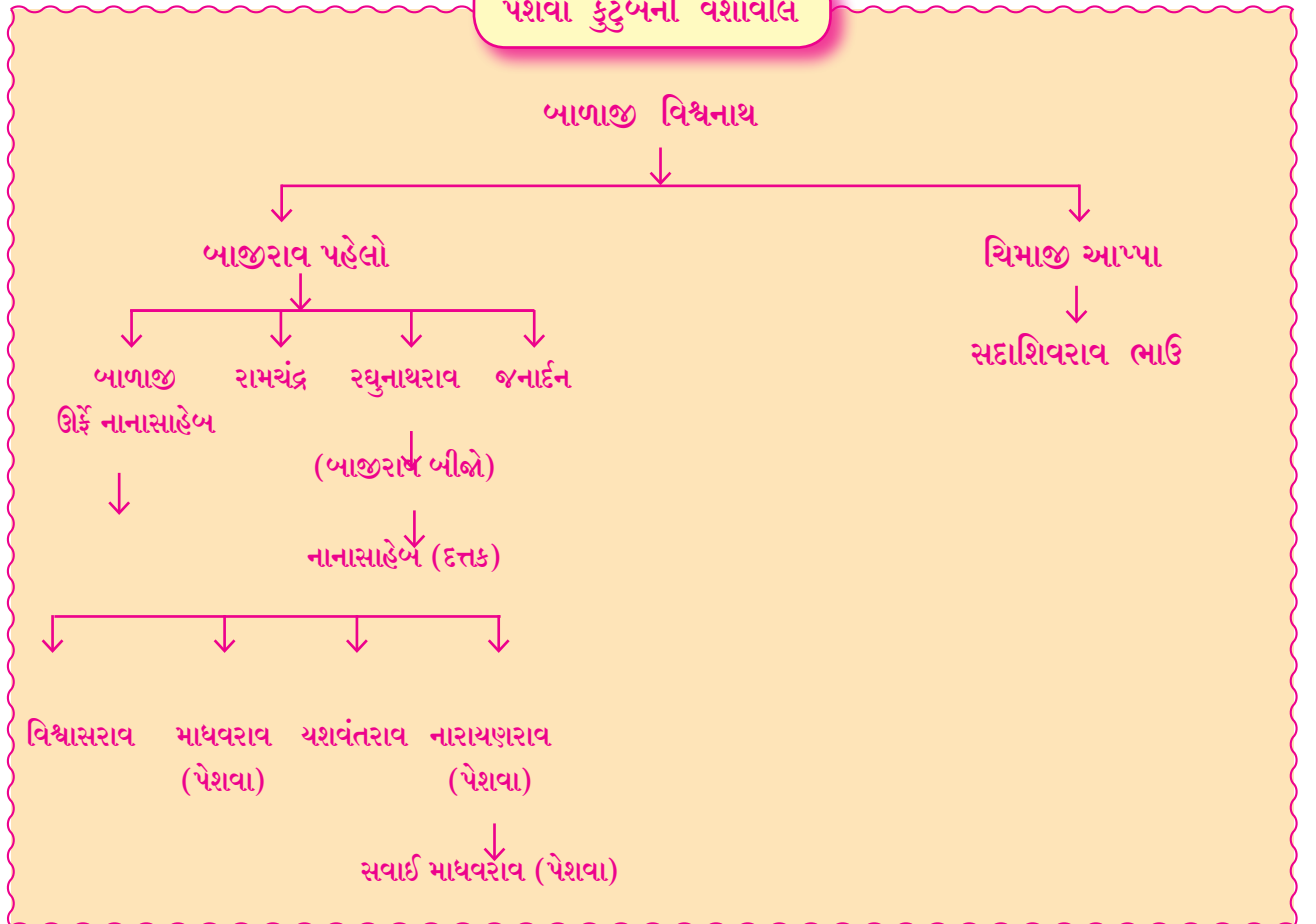 પેશવા કુટુંબની વંશાવલિ
બાળાજી વિશ્વનાથ
બાજીરાવ પહેલો ચિમાજી આપ્પા
સદાશિવરાવ ભાઉ
બાળાજી રામચંદ્ર રઘુનાથરાવ જનાર્દન
ઊર્ફે નાનાસાહેબ
(બાજીરાવ બીજો)
નાનાસાહેબ (દત્તક)
વિશ્વાસરાવ માધવરાવ યશવંતરાવ નારાયણરાવ
(પેશવા) (પેશવા)
સવાઈ માધવરાવ (પેશવા)